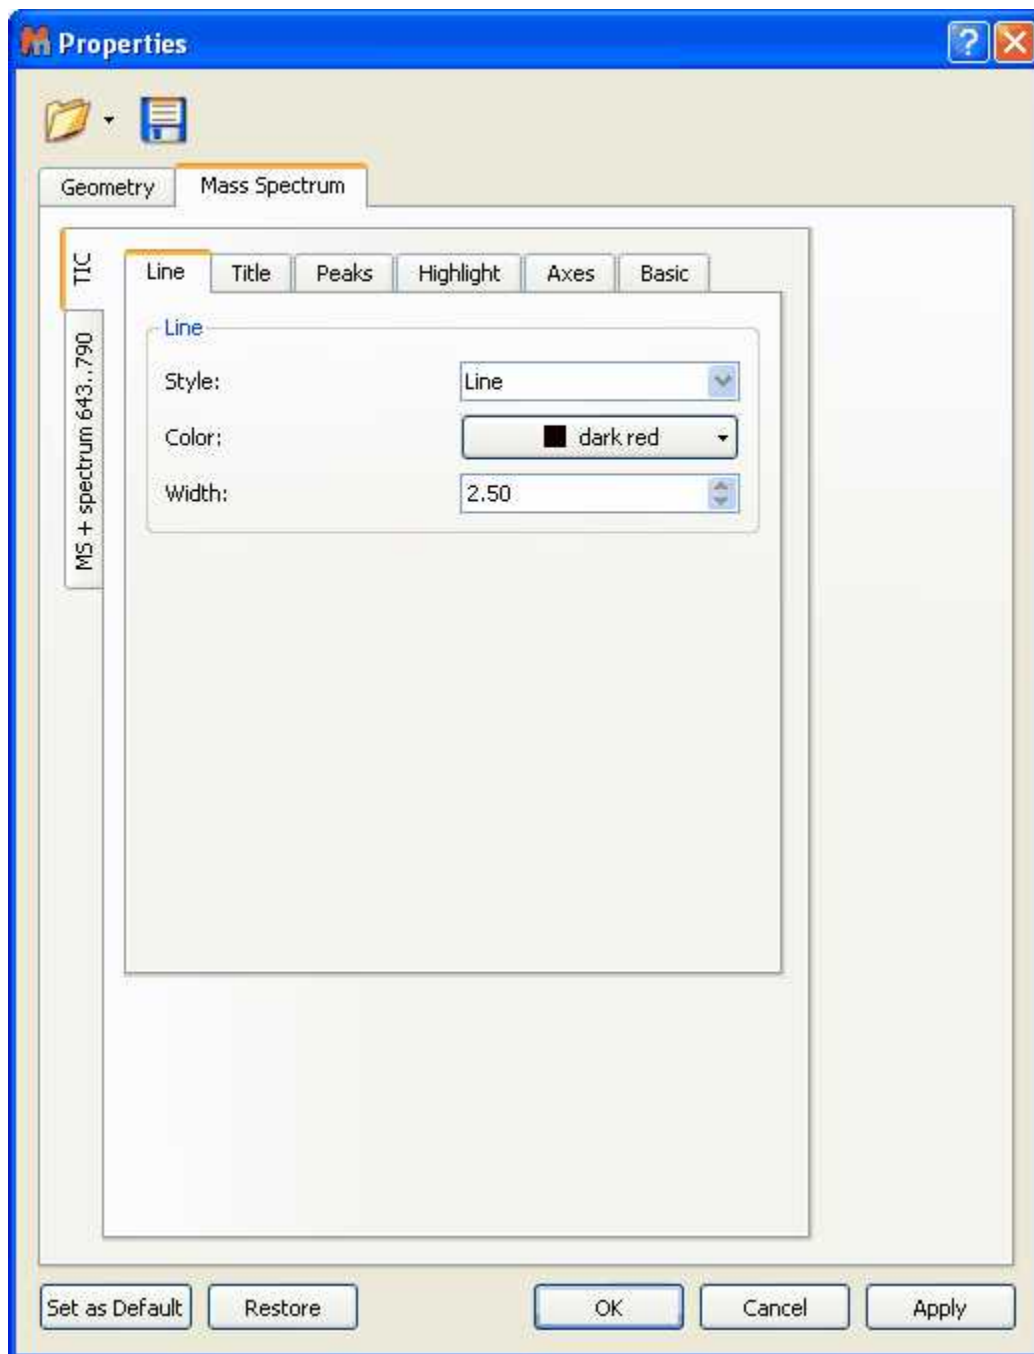 Properties
Geometry Mass Spectrum
TIC
MS + spectrum 643..790
Line Title Peaks Highlight Axes Basic
Line
Style: Line
Color: dark red
Width: 2.50
Set as Default Restore OK Cancel Apply